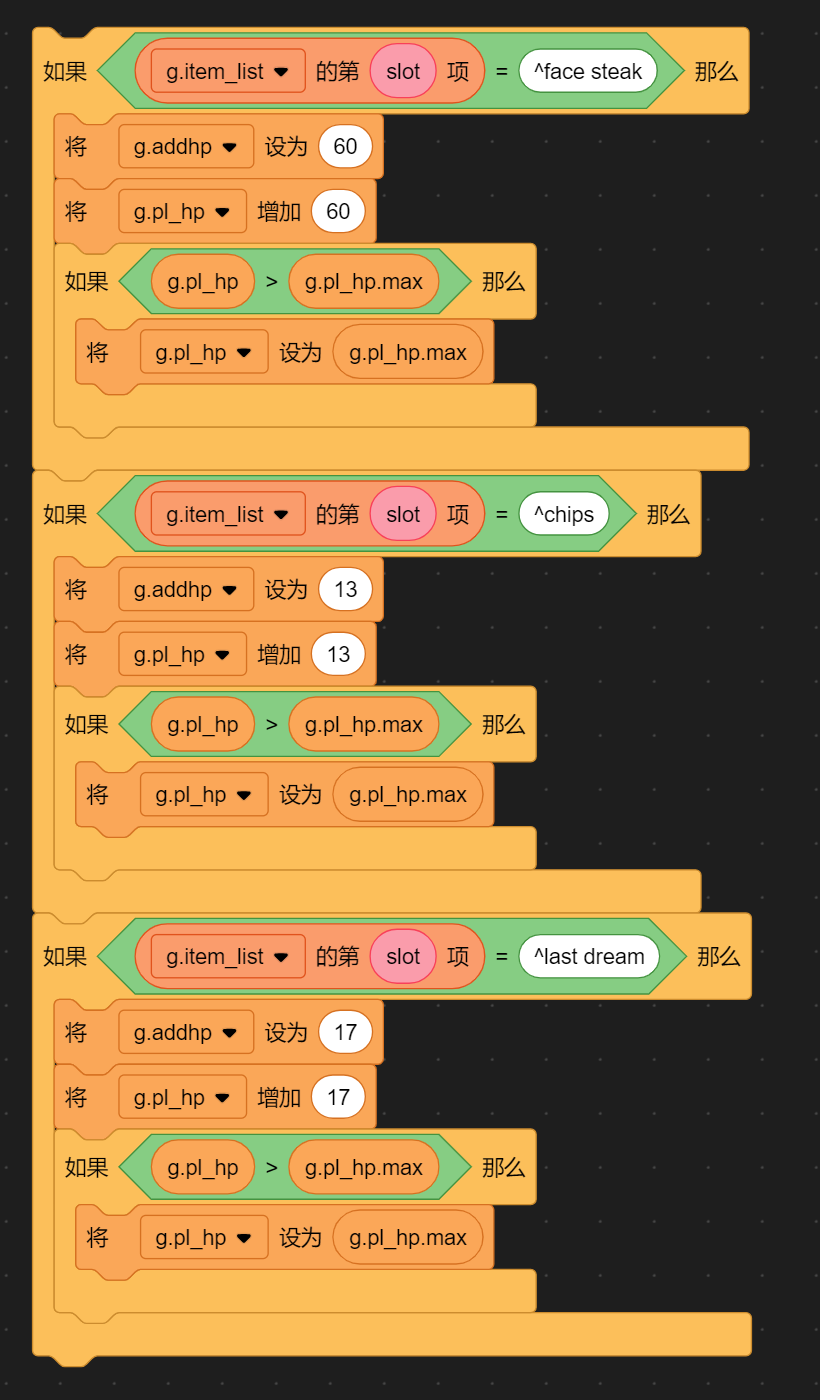 如果 g.item_list 的第 slot 项 = ^face steak 那么
将 g.addhp 设为 60
将 g.pl_hp 增加 60
如果 g.pl_hp > g.pl_hp.max 那么
将 g.pl_hp 设为 g.pl_hp.max
如果 g.item_list 的第 slot 项 = ^chips 那么
将 g.addhp 设为 13
将 g.pl_hp 增加 13
如果 g.pl_hp > g.pl_hp.max 那么
将 g.pl_hp 设为 g.pl_hp.max
如果 g.item_list 的第 slot 项 = ^last dream 那么
将 g.addhp 设为 17
将 g.pl_hp 增加 17
如果 g.pl_hp > g.pl_hp.max 那么
将 g.pl_hp 设为 g.pl_hp.max